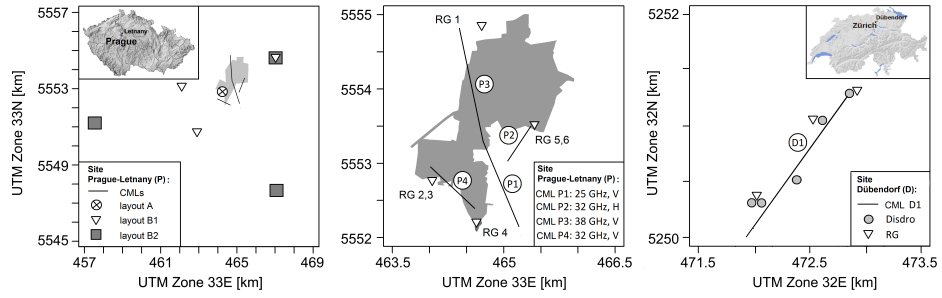 5557
5553
5549
5545
457
461
465
469
UTM Zone 33N [km]
UTM Zone 33E [km]
Letnany
Prague
Site
Prague-Letnany (P) :
CMLs
layout A
layout B1
layout B2
5555
5554
5553
5552
463.5
465
466.5
UTM Zone 33N [km]
UTM Zone 33E [km]
RG 1
P3
P2
RG 5,6
P4
P1
RG 2,3
RG 4
Site
Prague-Letnany (P):
CML P1: 25 GHz, V
CML P2: 32 GHz, H
CML P3: 38 GHz, V
CML P4: 32 GHz, V
5252
5250
471.5
472.5
473.5
UTM Zone 32N [km]
UTM Zone 32E [km]
Dübendorf
Zürich
D1
Site
Dübendorf (D):
CML D1
Disdro
RG